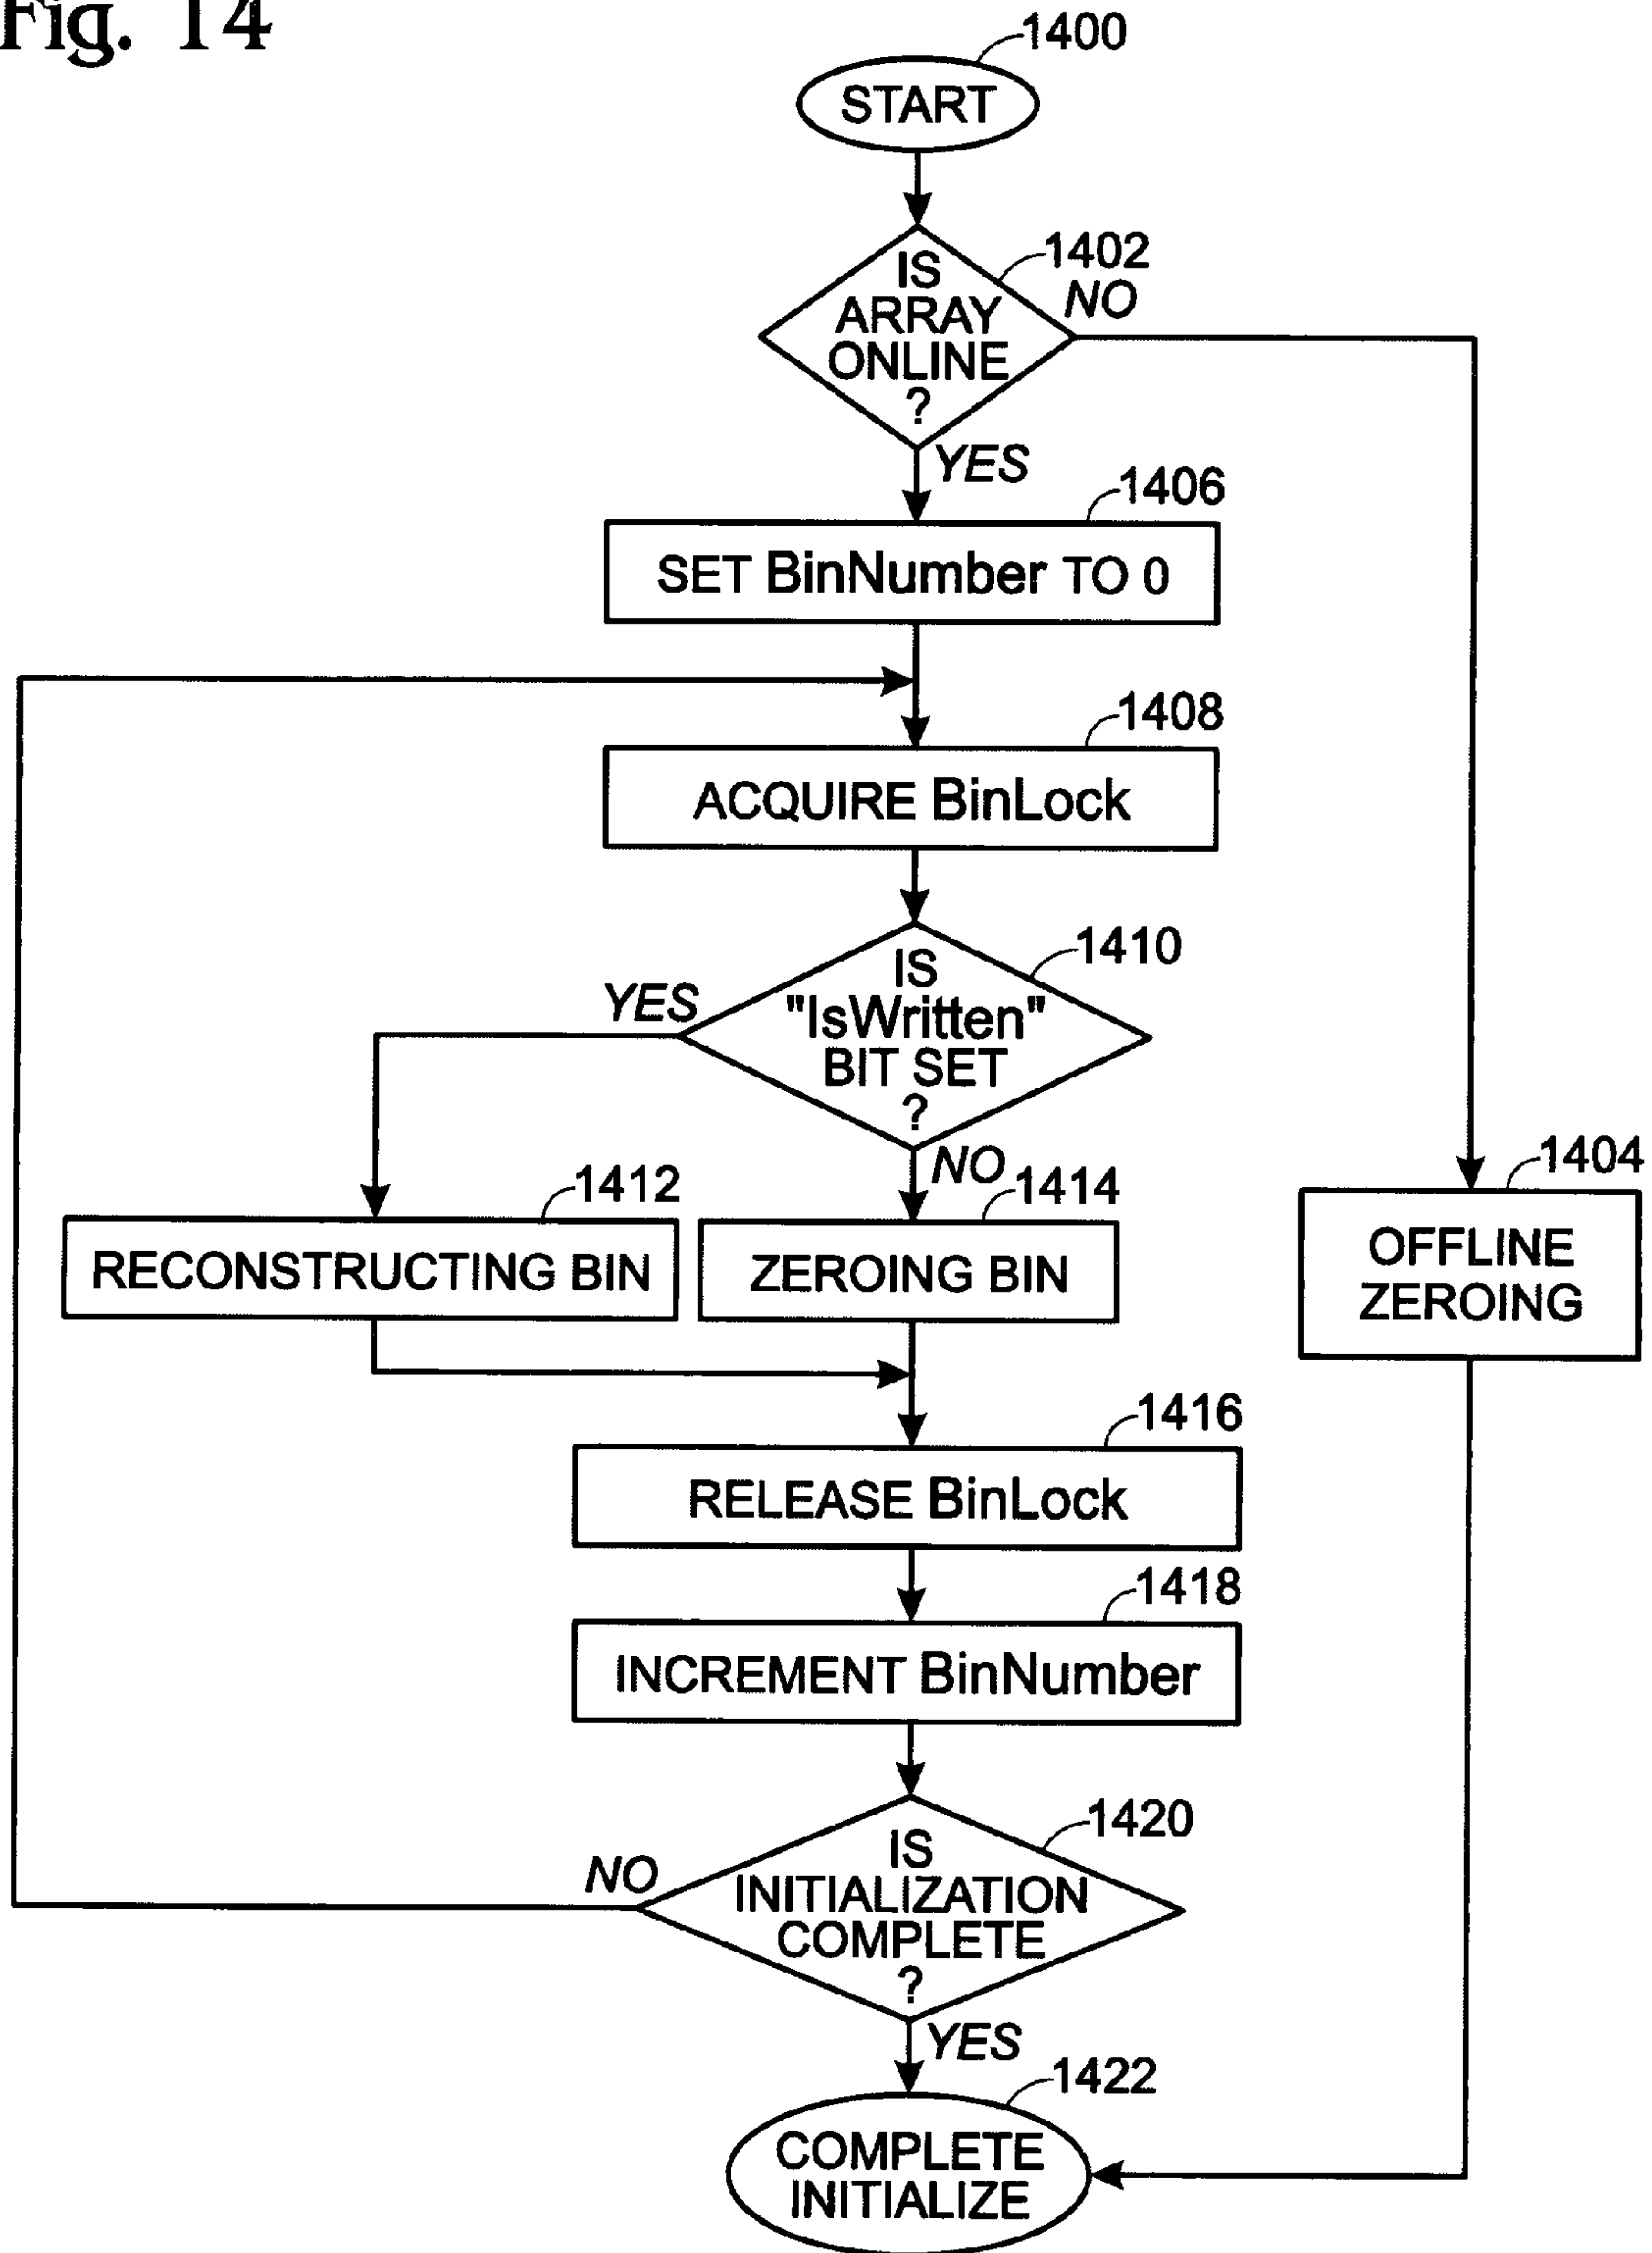 Fig. 14
1400
START
1402
IS
ARRAY
ONLINE
?
NO
YES
1406
SET BinNumber TO 0
1408
ACQUIRE BinLock
1410
IS
"IsWritten"
BIT SET
?
YES
NO
1412
RECONSTRUCTING BIN
1414
ZEROING BIN
1404
OFFLINE
ZEROING
1416
RELEASE BinLock
1418
INCREMENT BinNumber
1420
IS
INITIALIZATION
COMPLETE
?
NO
YES
1422
COMPLETE
INITIALIZE